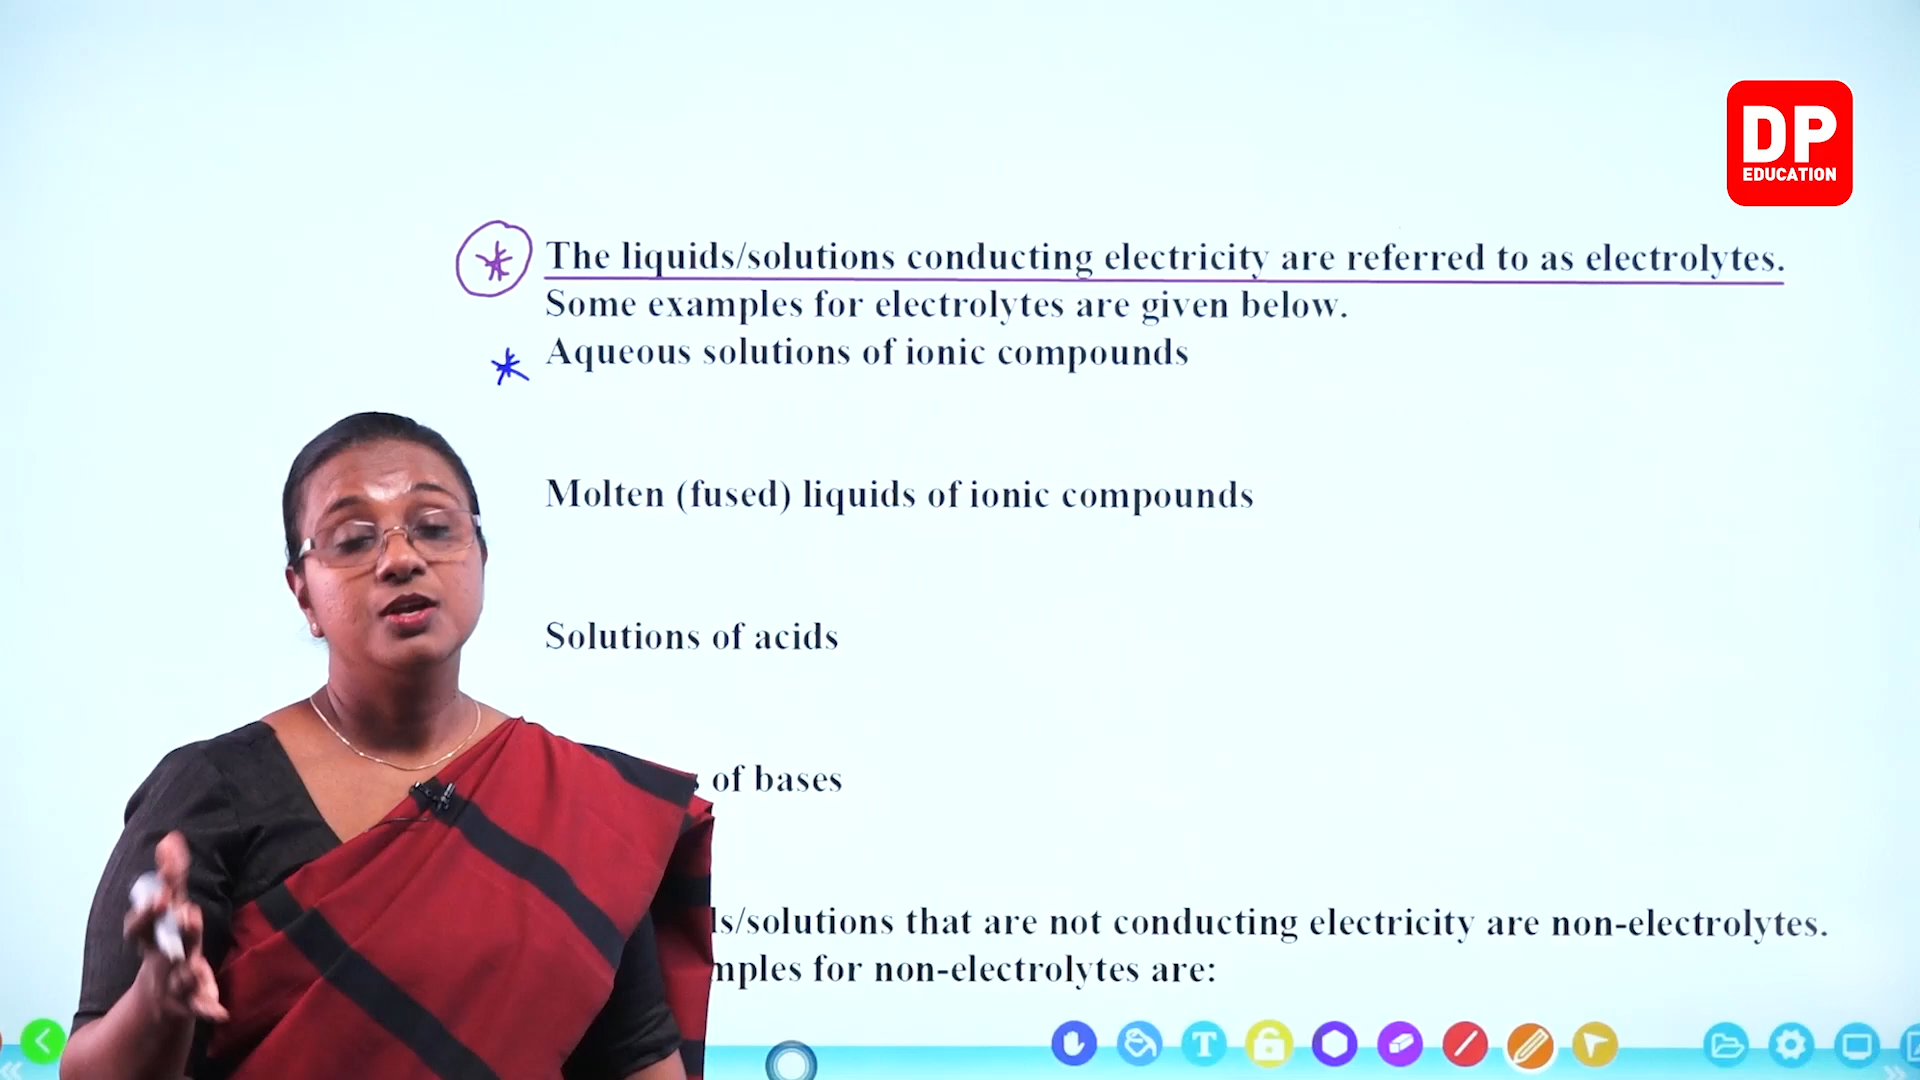 DP
EDUCATION
The liquids/solutions conducting electricity are referred to as electrolytes.
Some examples for electrolytes are given below.
Aqueous solutions of ionic compounds
Molten (fused) liquids of ionic compounds
Solutions of acids
of bases
/solutions that are not conducting electricity are non-electrolytes.
for non-electrolytes are: